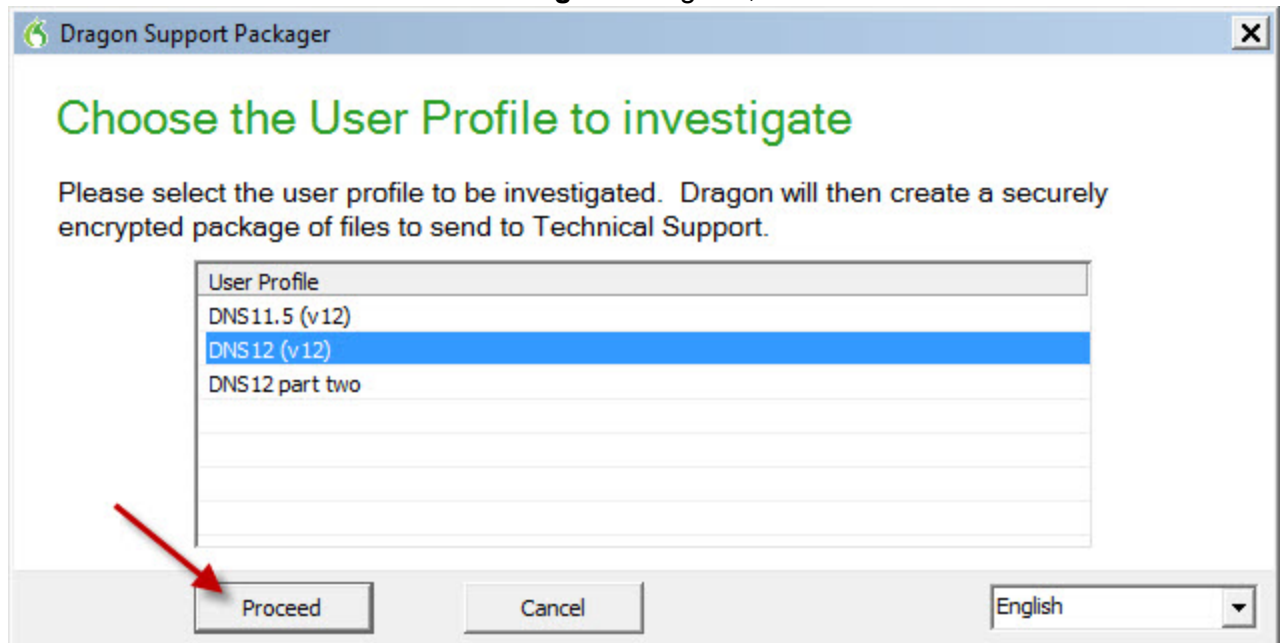 Dragon Support Packager
Choose the User Profile to investigate
Please select the user profile to be investigated.  Dragon will then create a securely
encrypted package of files to send to Technical Support.
User Profile
DNS11.5 (v12)
DNS12 (v12)
DNS12 part two
Proceed
Cancel
English